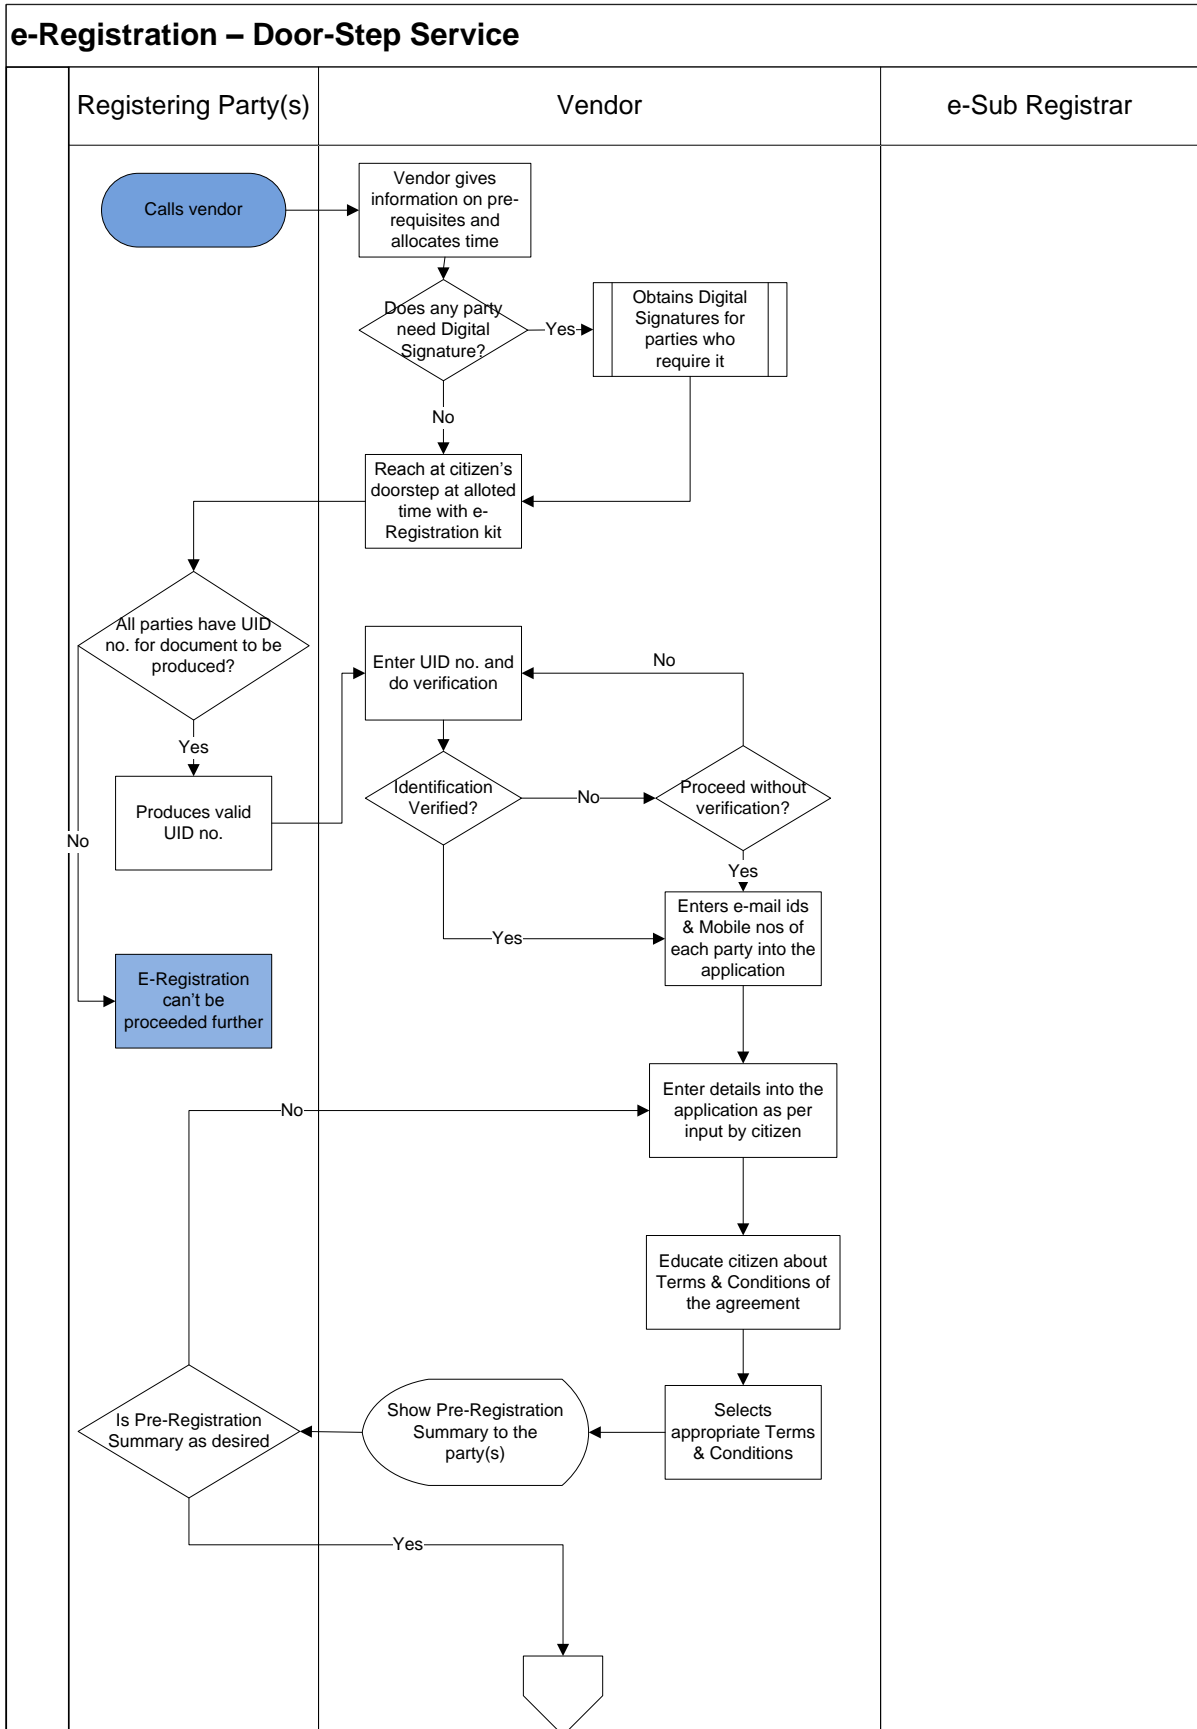 e-Registration – Door-Step Service
Registering Party(s)
Vendor
e-Sub Registrar
Calls vendor
Vendor gives
information on pre-
requisites and
allocates time
Does any party
need Digital
Signature?
Yes
Obtains Digital
Signatures for
parties who
require it
No
Reach at citizen’s
doorstep at alloted
time with e-
Registration kit
All parties have UID
no. for document to be
produced?
Enter UID no. and
do verification
No
Yes
Produces valid
UID no.
Identification
Verified?
No
Proceed without
verification?
No
Yes
Enters e-mail ids
& Mobile nos of
each party into the
application
Yes
E-Registration
can’t be
proceeded further
Enter details into the
application as per
input by citizen
No
Educate citizen about
Terms & Conditions of
the agreement
Selects
appropriate Terms
& Conditions
Show Pre-Registration
Summary to the
party(s)
Is Pre-Registration
Summary as desired
Yes